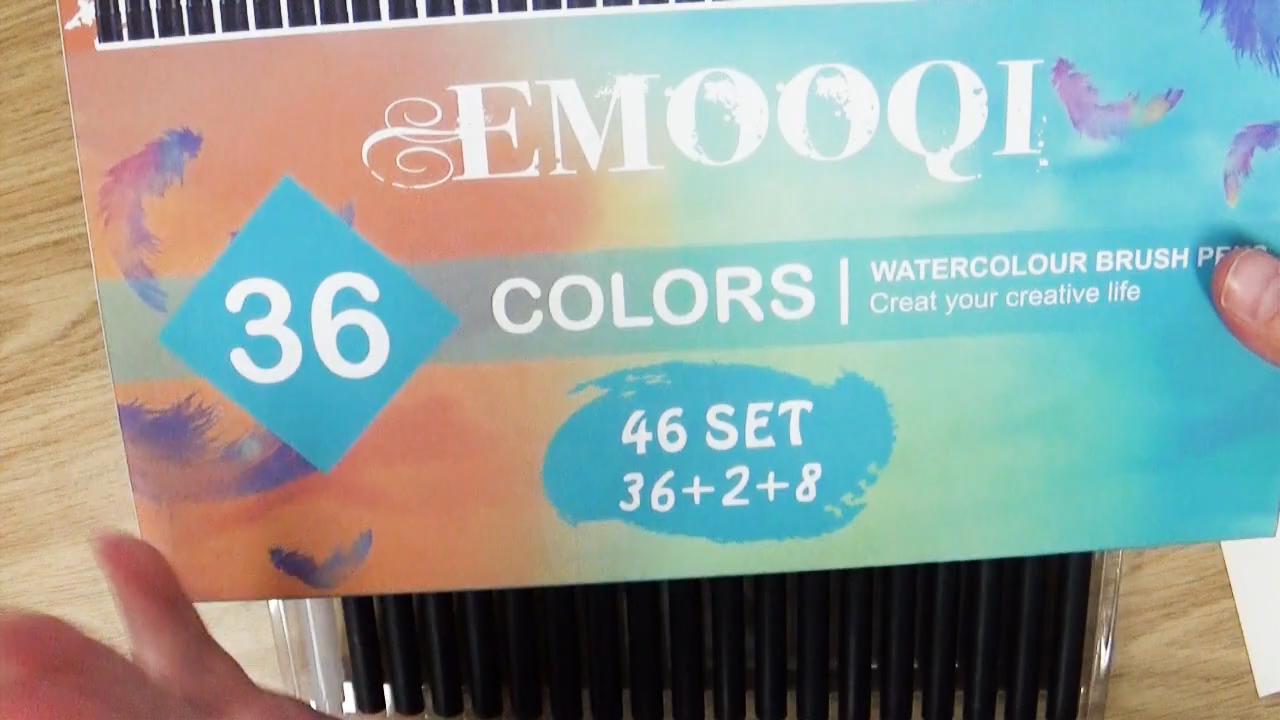 EMOOQI
36
COLORS
WATERCOLOUR BRUSH
Creat your creative life
46 SET
36+2+8